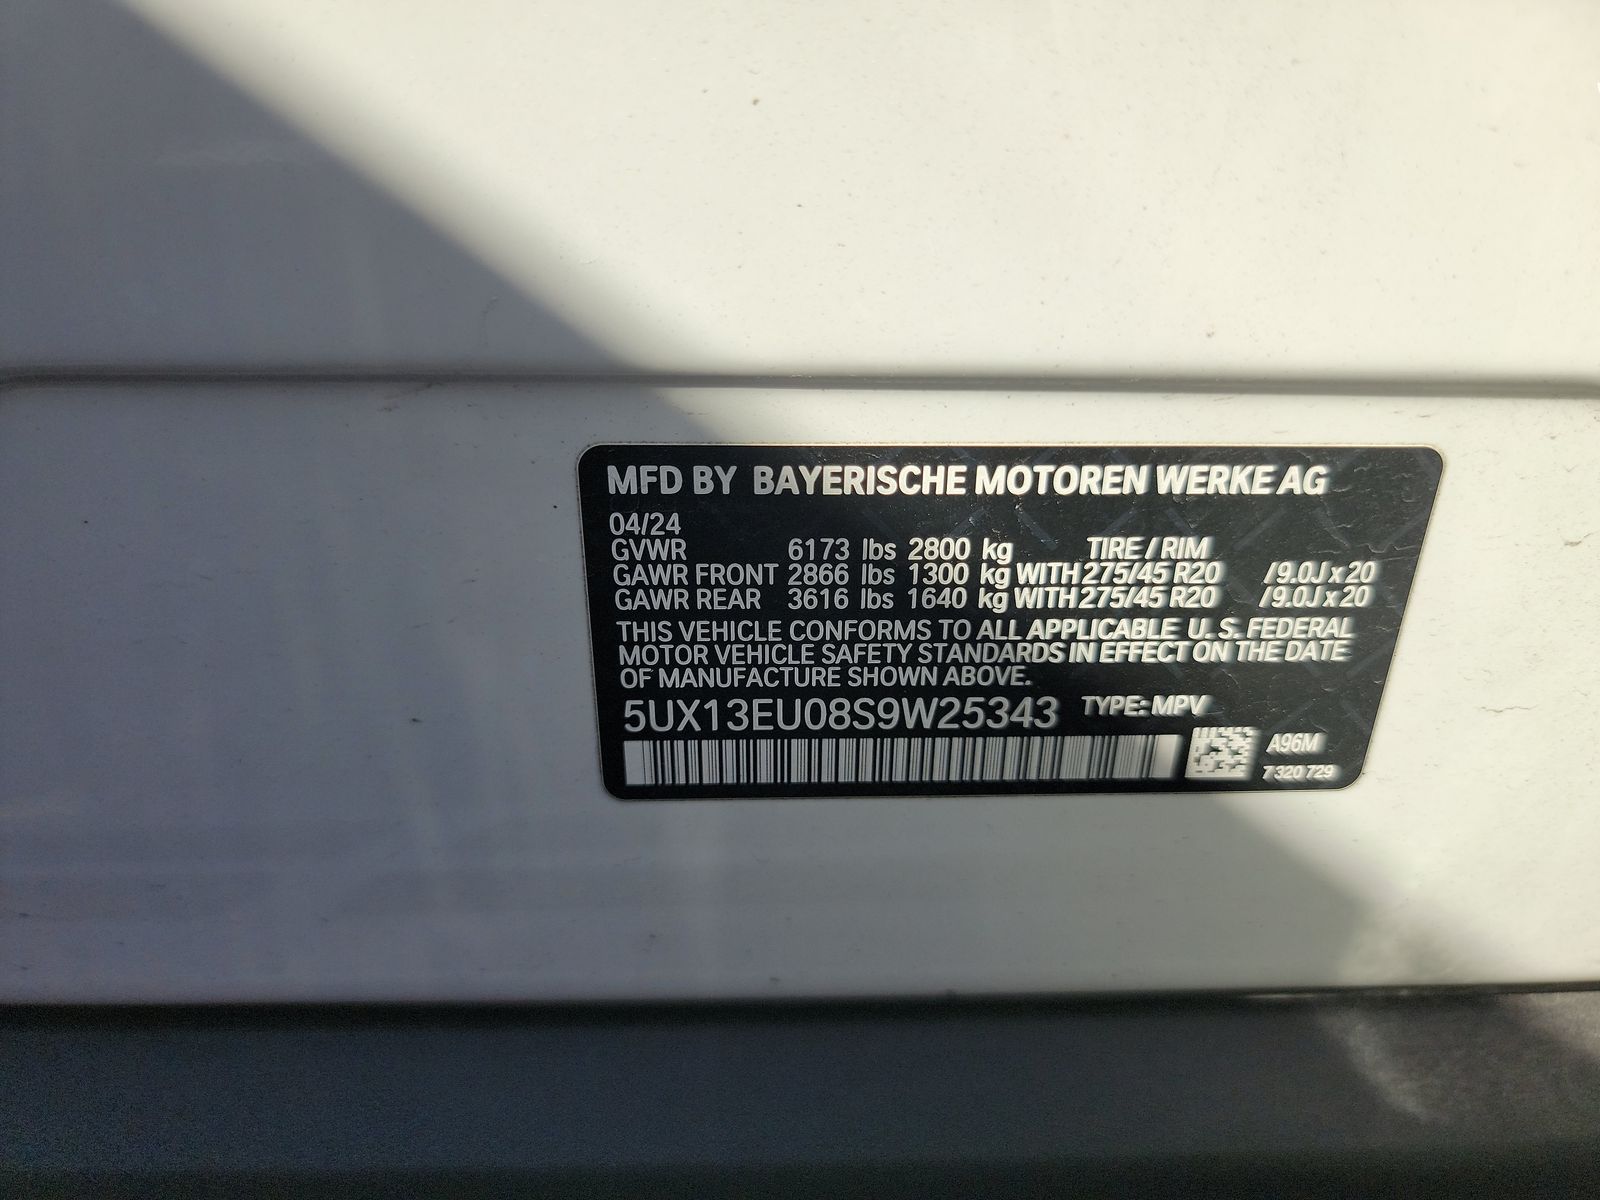 MFD BY BAYERISCHE MOTOREN WERKE AG
04/24
GVWR 6173 lbs 2800 kg TIRE / RIM
GAWR FRONT 2866 lbs 1300 kg WITH 275/45 R20 /9.0J x 20
GAWR REAR 3616 lbs 1640 kg WITH 275/45 R20 /9.0J x 20
THIS VEHICLE CONFORMS TO ALL APPLICABLE U. S. FEDERAL
MOTOR VEHICLE SAFETY STANDARDS IN EFFECT ON THE DATE
OF MANUFACTURE SHOWN ABOVE.
5UX13EU08S9W25343 TYPE: MPV
A96M
7 320 729